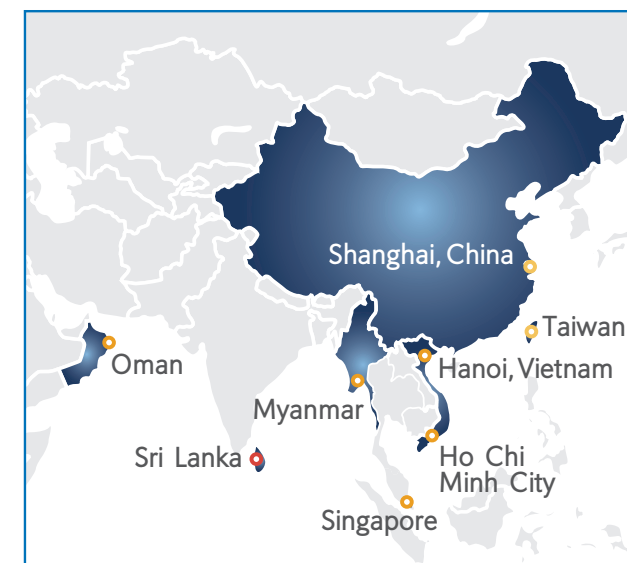 Shanghai, China
Taiwan
Oman
Hanoi, Vietnam
Myanmar
Sri Lanka
Ho Chi
Minh City
Singapore